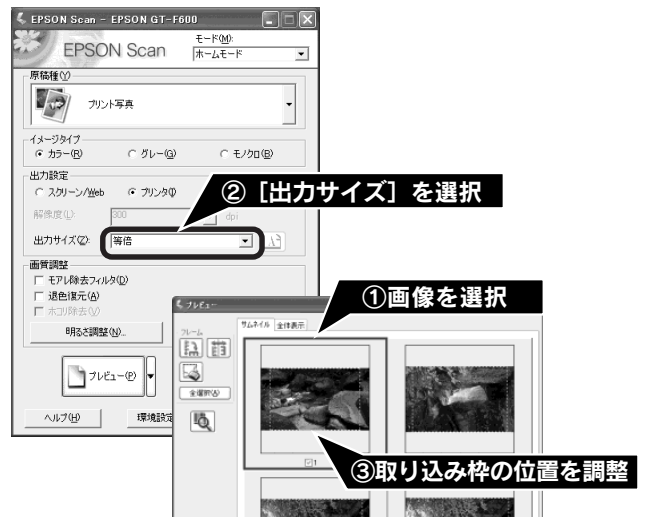 EPSON Scan - EPSON GT-F600
EPSON Scan
モード(M):
ホームモード
原稿種(Y)
プリント写真
イメージタイプ
カラー(R)
グレー(G)
モノクロ(B)
出力設定
スクリーン/Web
プリンタ(I)
解像度(L):
300
dpi
②［出力サイズ］を選択
出力サイズ(Z):
等倍
画質調整
モアレ除去フィルタ(D)
退色復元(A)
ホコリ除去(V)
明るさ調整(N)...
プレビュー(P)
ヘルプ(H)
環境設定
プレビュー
①画像を選択
サムネイル
全体表示
フレーム
全選択(A)
1
③取り込み枠の位置を調整